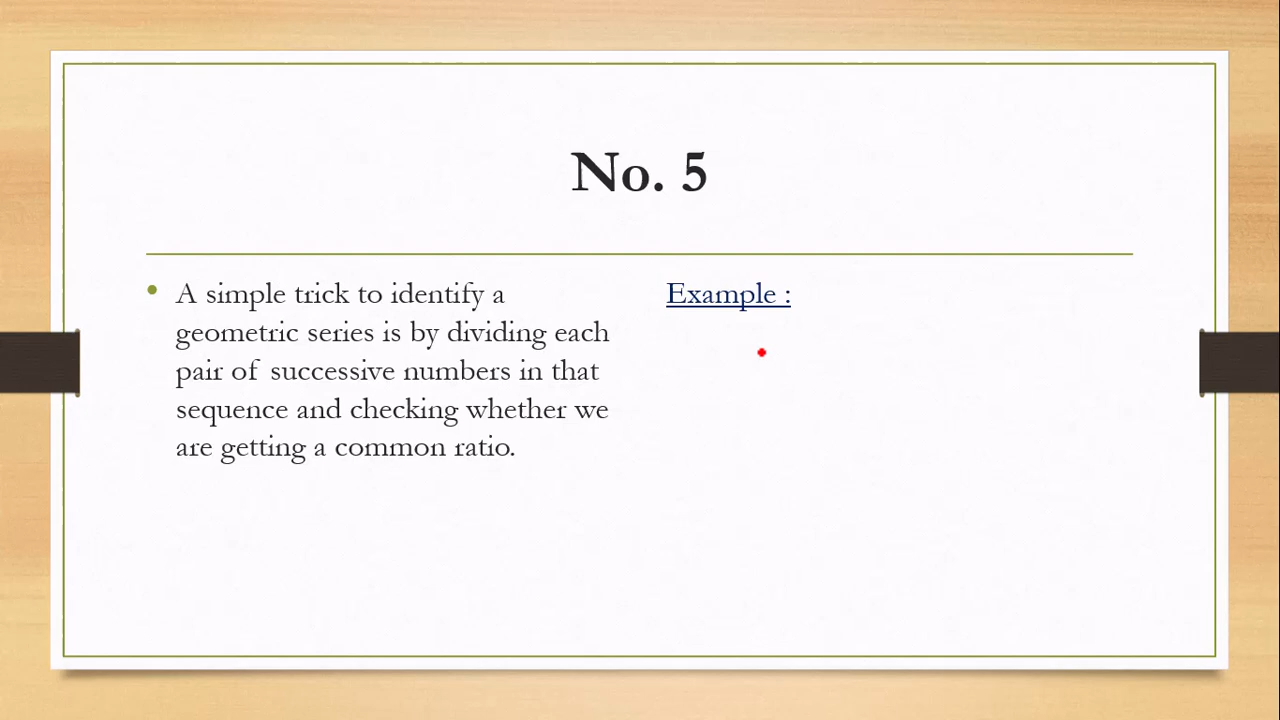 No. 5
A simple trick to identify a
geometric series is by dividing each
pair of successive numbers in that
sequence and checking whether we
are getting a common ratio.
Example :